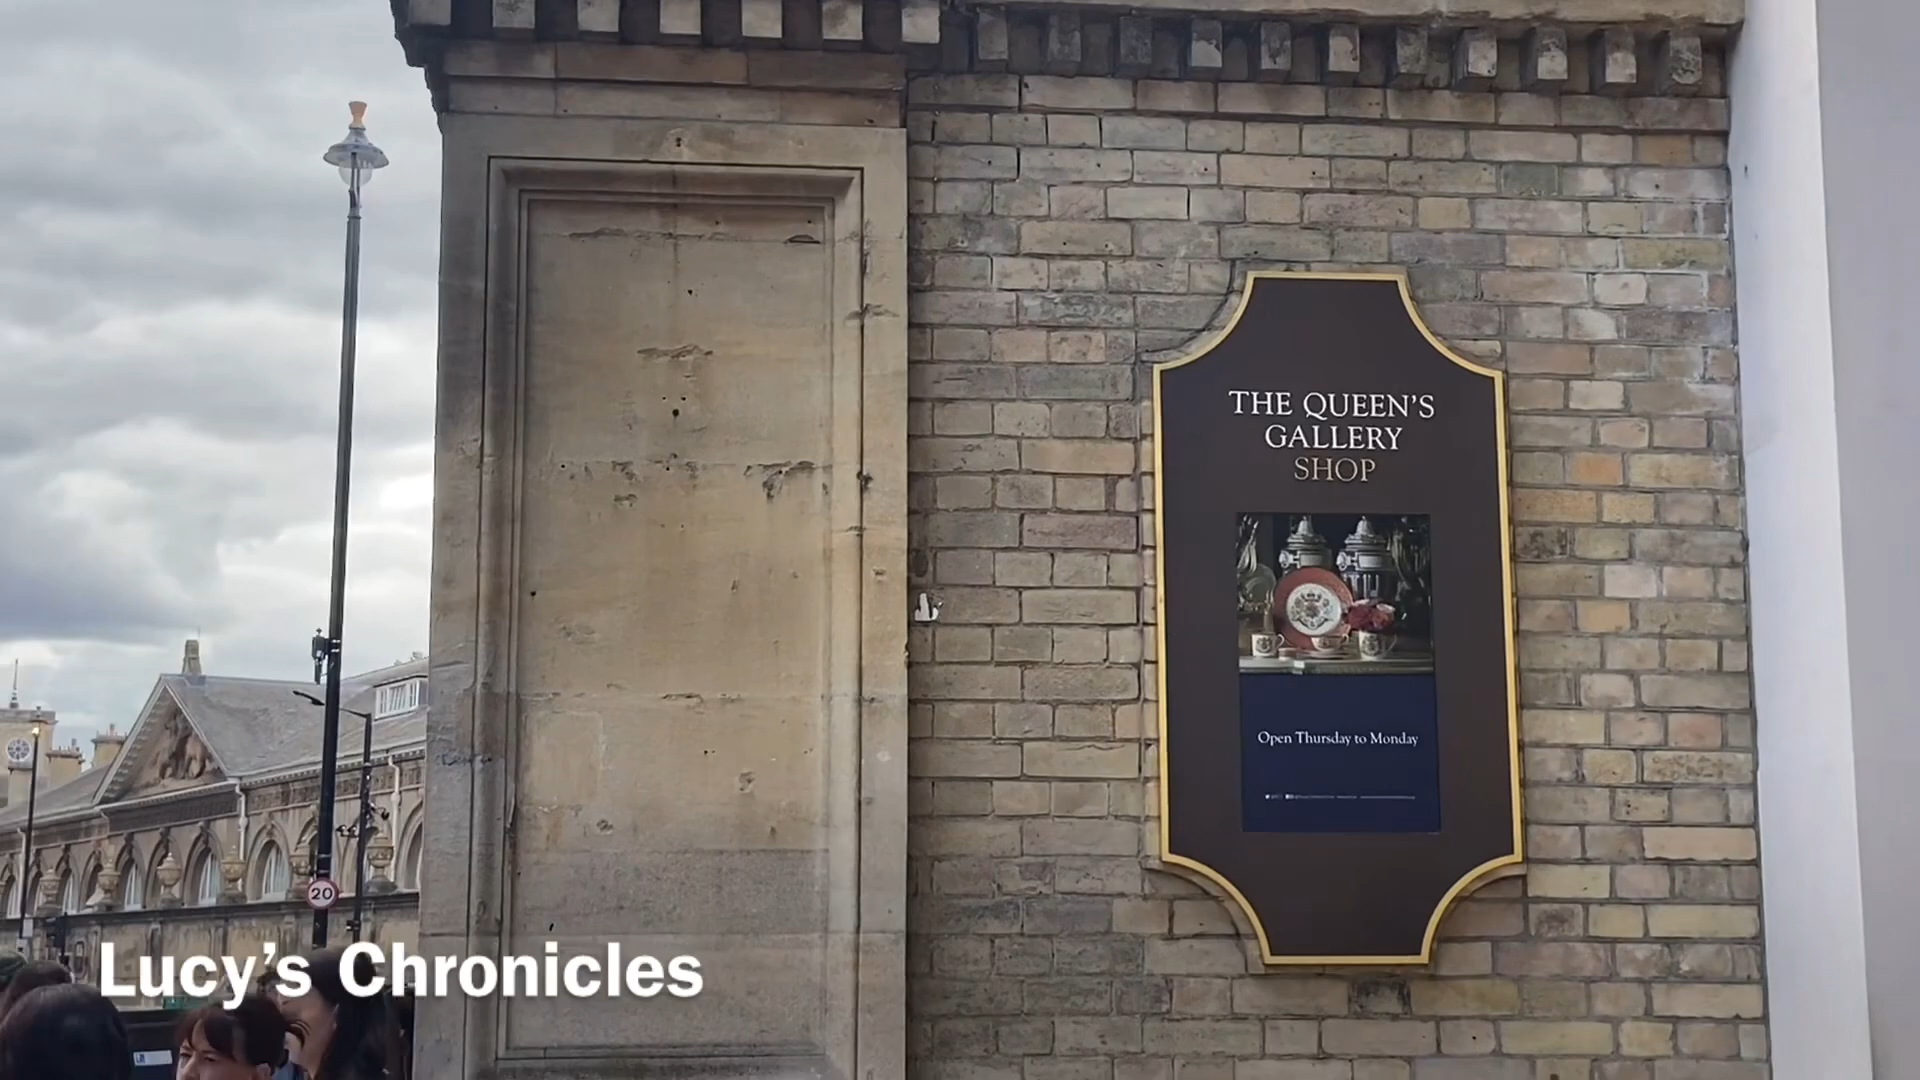 THE QUEEN'S
GALLERY
SHOP
Open Thursday to Monday
20
Lucy's Chronicles